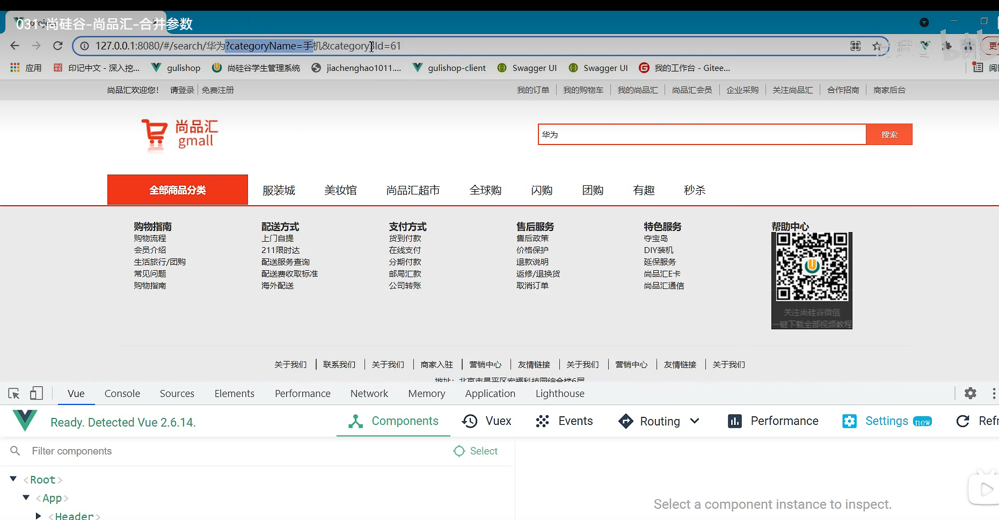 031-尚硅谷-尚品汇-合并参数
127.0.0.1:8080/#/search/华为?categoryName=手机&category3Id=61
应用 印记中文 - 深入挖... gulishop 尚硅谷学生管理系统 jiachenghao1011.... gulishop-client Swagger UI Swagger UI 我的工作台 - Gitee...
尚品汇欢迎您! 请登录 免费注册 我的订单 我的购物车 我的尚品汇 尚品汇会员 企业采购 关注尚品汇 合作招商 商家后台
尚品汇
gmall
华为 搜索
全部商品分类 服装城 美妆馆 尚品汇超市 全球购 闪购 团购 有趣 秒杀
购物指南 配送方式 支付方式 售后服务 特色服务 帮助中心
购物流程 上门自提 货到付款 售后政策 夺宝岛
会员介绍 211限时达 在线支付 价格保护 DIY装机
生活旅行/团购 配送服务查询 分期付款 退款说明 延保服务
常见问题 配送费收取标准 邮局汇款 返修/退换货 尚品汇E卡
购物指南 海外配送 公司转账 取消订单 尚品汇通信
关注尚硅谷微信
一键下载全部视频教程
关于我们 联系我们 关于我们 商家入驻 营销中心 友情链接 关于我们 营销中心 友情链接 关于我们
地址：北京市昌平区宏福科技园综合楼6层
Vue Console Sources Elements Performance Network Memory Application Lighthouse
Ready. Detected Vue 2.6.14. Components Vuex Events Routing Performance Settings new Refr
Filter components Select
<Root>
<App>
<Header>
Select a component instance to inspect.